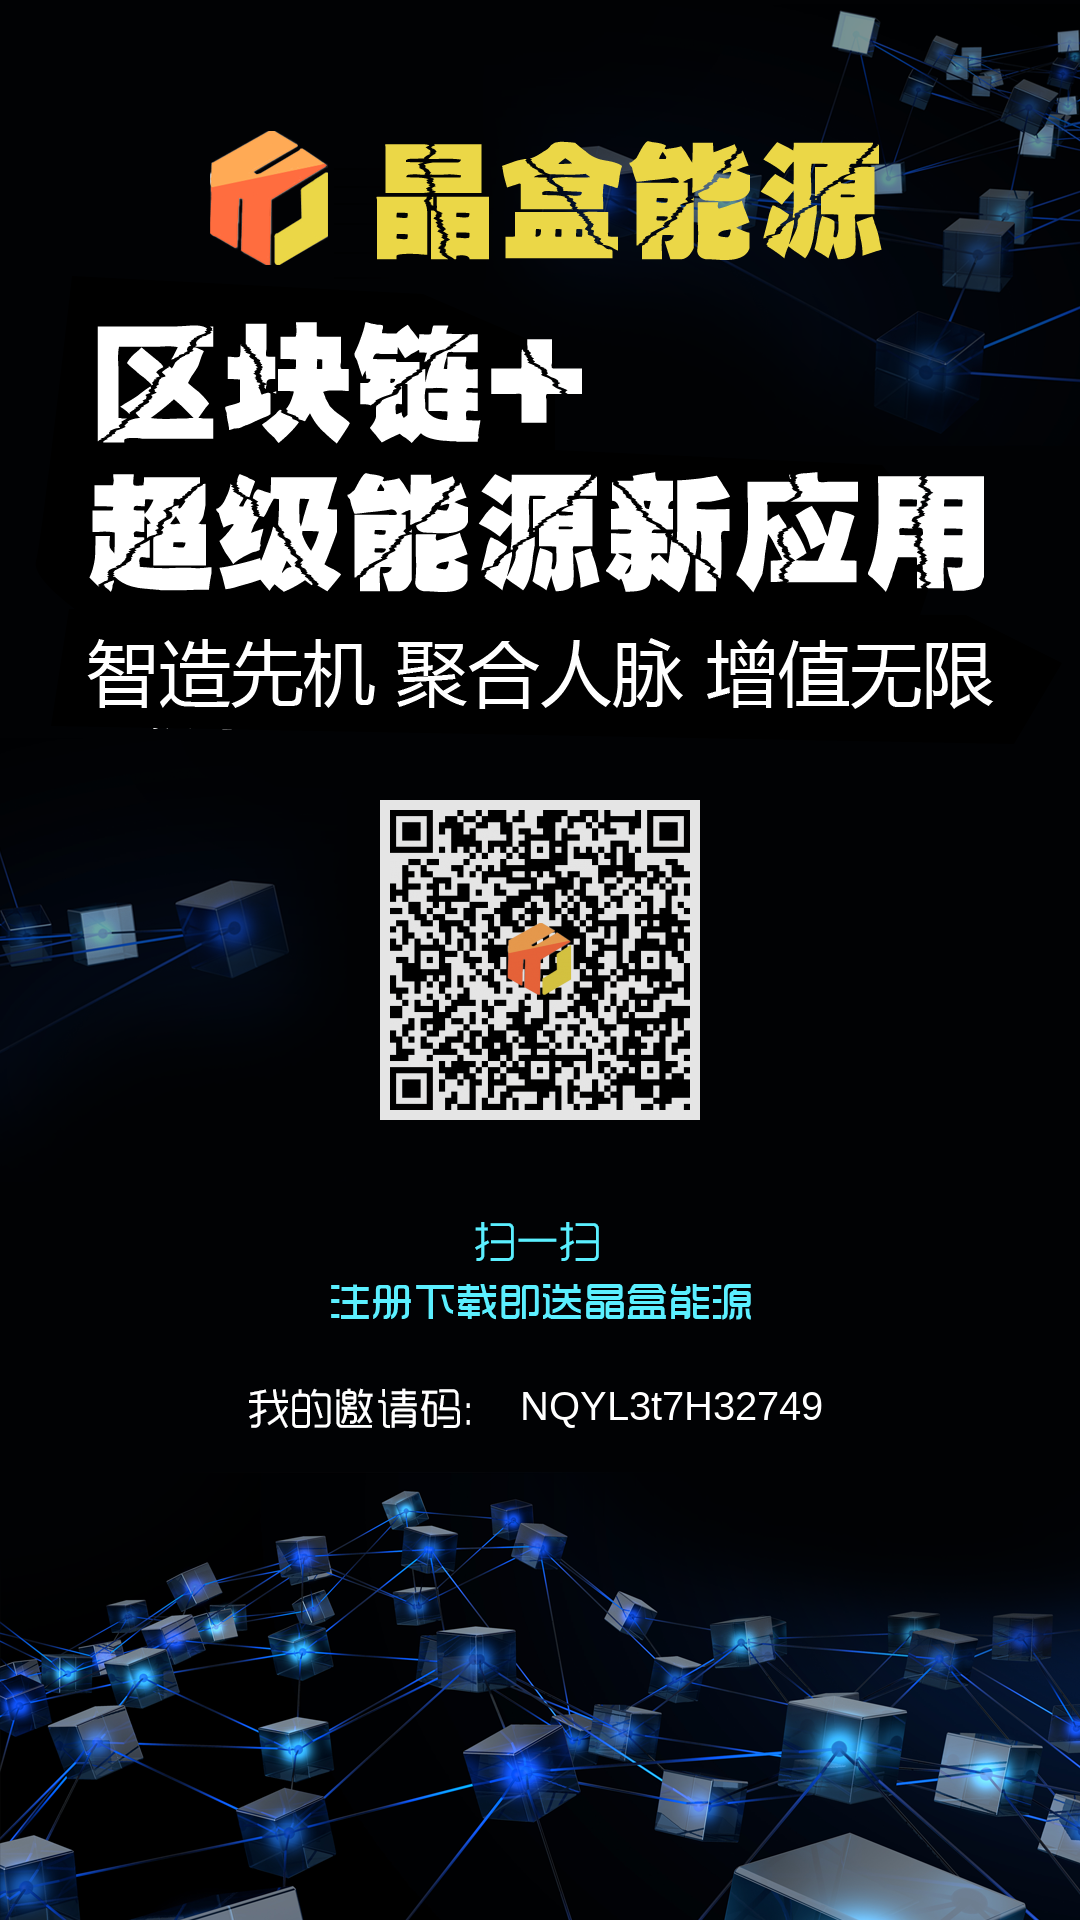 晶盒能源
区块链+
超级能源新应用
智造先机 聚合人脉 增值无限
扫一扫
注册下载即送晶盒能源
我的邀请码: NQYL3t7H32749